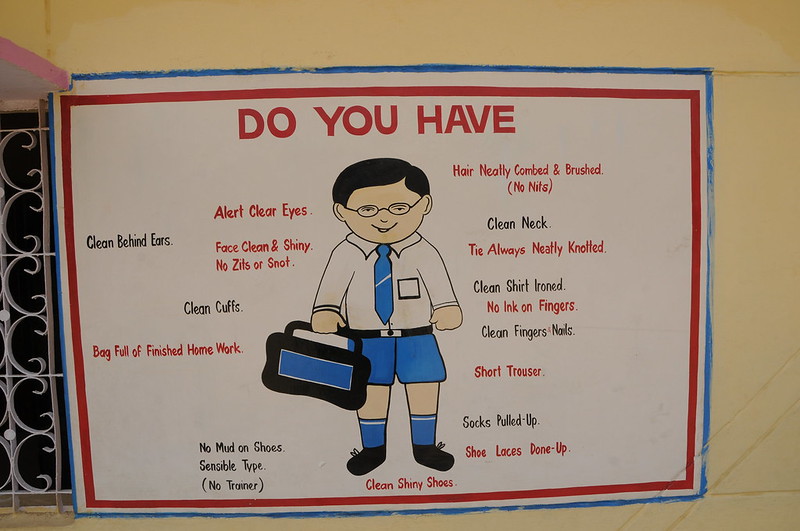 DO YOU HAVE
Hair Neatly Combed & Brushed.
(No Nits)
Alert Clear Eyes.
Clean Neck.
Clean Behind Ears.
Face Clean & Shiny.
No Zits or Snot.
Tie Always Neatly Knotted.
Clean Shirt Ironed.
Clean Cuffs.
No Ink on Fingers.
Clean Fingers Nails.
Bag Full of Finished Home Work.
Short Trouser.
Socks Pulled-Up.
No Mud on Shoes.
Sensible Type.
(No Trainer)
Shoe Laces Done-Up.
Clean Shiny Shoes.